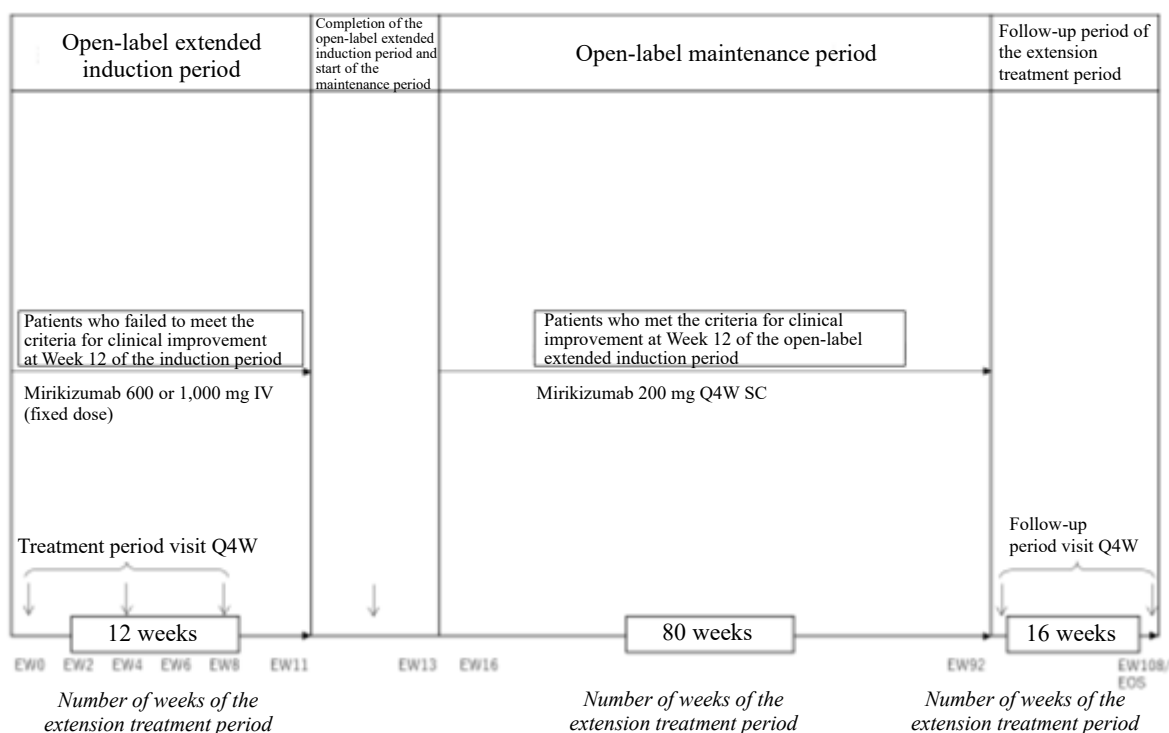 Open-label extended
induction period
Completion of the
open-label extended
induction period and
start of the
maintenance period
Open-label maintenance period
Follow-up period of
the extension
treatment period
Patients who failed to meet the
criteria for clinical improvement
at Week 12 of the induction period
Mirikizumab 600 or 1,000 mg IV
(fixed dose)
Patients who met the criteria for clinical
improvement at Week 12 of the open-label
extended induction period
Mirikizumab 200 mg Q4W SC
Treatment period visit Q4W
Follow-up
period visit Q4W
12 weeks
80 weeks
16 weeks
EW0 EW2 EW4 EW6 EW8 EW11 EW13 EW16 EW92 EW108/
EOS
Number of weeks of the
extension treatment period
Number of weeks of the
extension treatment period
Number of weeks of the
extension treatment period